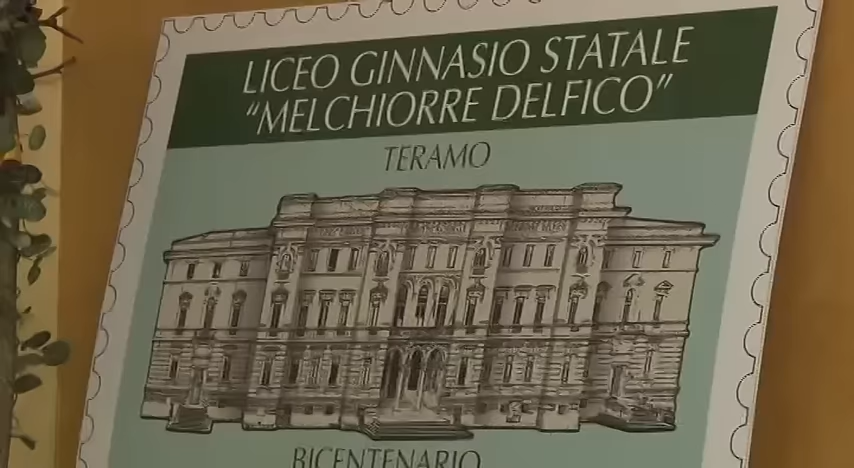 LICEO GINNASIO STATALE
"MELCHIORRE DELFICO"
TERAMO
BICENTENARIO